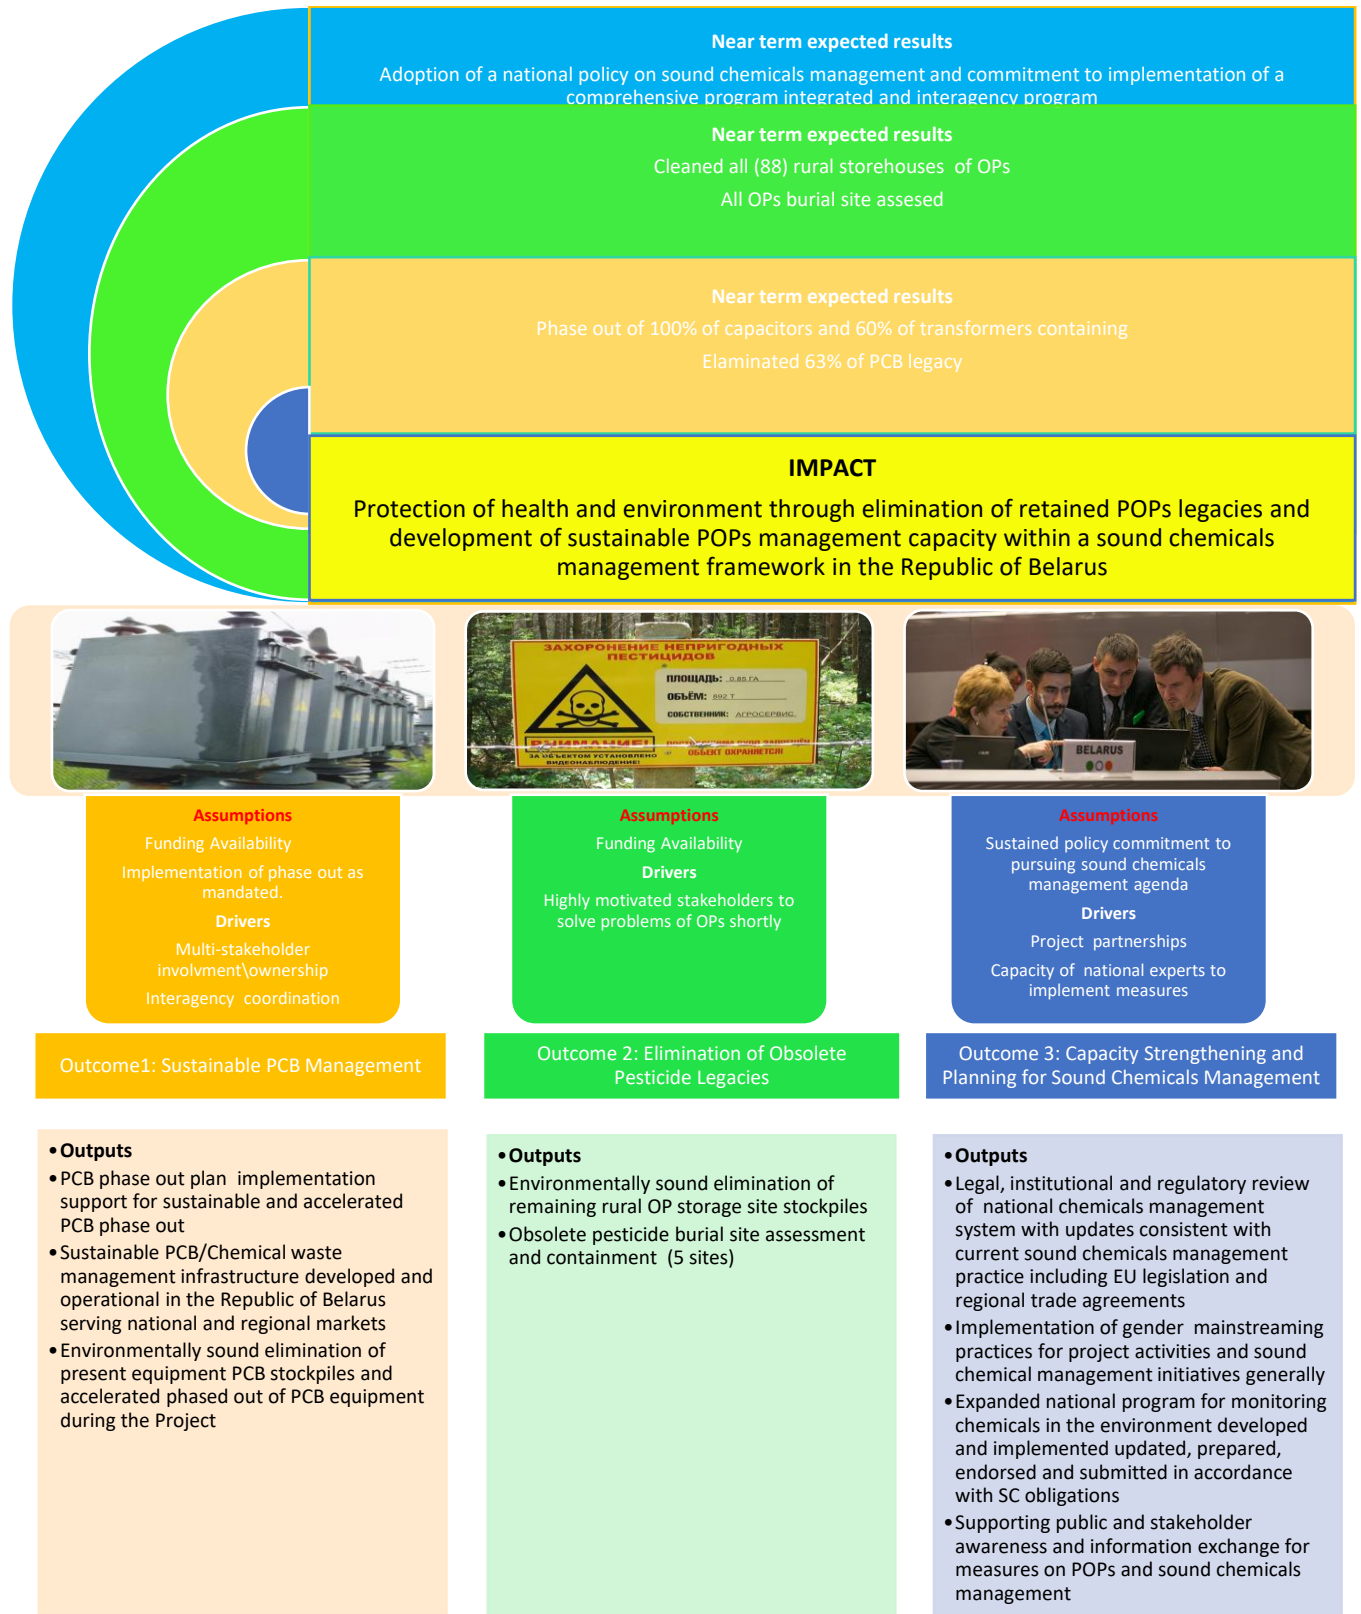 Near term expected results
Adoption of a national policy on sound chemicals management and commitment to implementation of a
comprehensive program integrated and interagency program
Near term expected results
Cleaned all (88) rural storehouses of OPs
All OPs burial site assesed
Near term expected results
Phase out of 100% of capacitors and 60% of transformers containing
Elaminated 63% of PCB legacy
IMPACT
Protection of health and environment through elimination of retained POPs legacies and
development of sustainable POPs management capacity within a sound chemicals
management framework in the Republic of Belarus
ЗАХОРОНЕНИЕ НЕПРИГОДНЫХ
ПЕСТИЦИДОВ
ПЛОЩАДЬ: 0.85 ГА
ОБЪЁМ: 892 Т
СОБСТВЕННИК: АГРОСЕРВИС
ВНИМАНИЕ!
ЗА ОБЪЕКТОМ УСТАНОВЛЕНО
ВИДЕОНАБЛЮДЕНИЕ!
ОБЪЕКТ ОХРАНЯЕТСЯ!
BELARUS
Assumptions
Funding Availability
Implementation of phase out as
mandated.
Drivers
Multi-stakeholder
involvment\ownership
Interagency coordination
Assumptions
Funding Availability
Drivers
Highly motivated stakeholders to
solve problems of OPs shortly
Assumptions
Sustained policy commitment to
pursuing sound chemicals
management agenda
Drivers
Project partnerships
Capacity of national experts to
implement measures
Outcome1: Sustainable PCB Management
Outcome 2: Elimination of Obsolete
Pesticide Legacies
Outcome 3: Capacity Strengthening and
Planning for Sound Chemicals Management
•Outputs
•PCB phase out plan implementation
support for sustainable and accelerated
PCB phase out
•Sustainable PCB/Chemical waste
management infrastructure developed and
operational in the Republic of Belarus
serving national and regional markets
•Environmentally sound elimination of
present equipment PCB stockpiles and
accelerated phased out of PCB equipment
during the Project
•Outputs
•Environmentally sound elimination of
remaining rural OP storage site stockpiles
•Obsolete pesticide burial site assessment
and containment (5 sites)
•Outputs
•Legal, institutional and regulatory review
of national chemicals management
system with updates consistent with
current sound chemicals management
practice including EU legislation and
regional trade agreements
•Implementation of gender mainstreaming
practices for project activities and sound
chemical management initiatives generally
•Expanded national program for monitoring
chemicals in the environment developed
and implemented updated, prepared,
endorsed and submitted in accordance
with SC obligations
•Supporting public and stakeholder
awareness and information exchange for
measures on POPs and sound chemicals
management